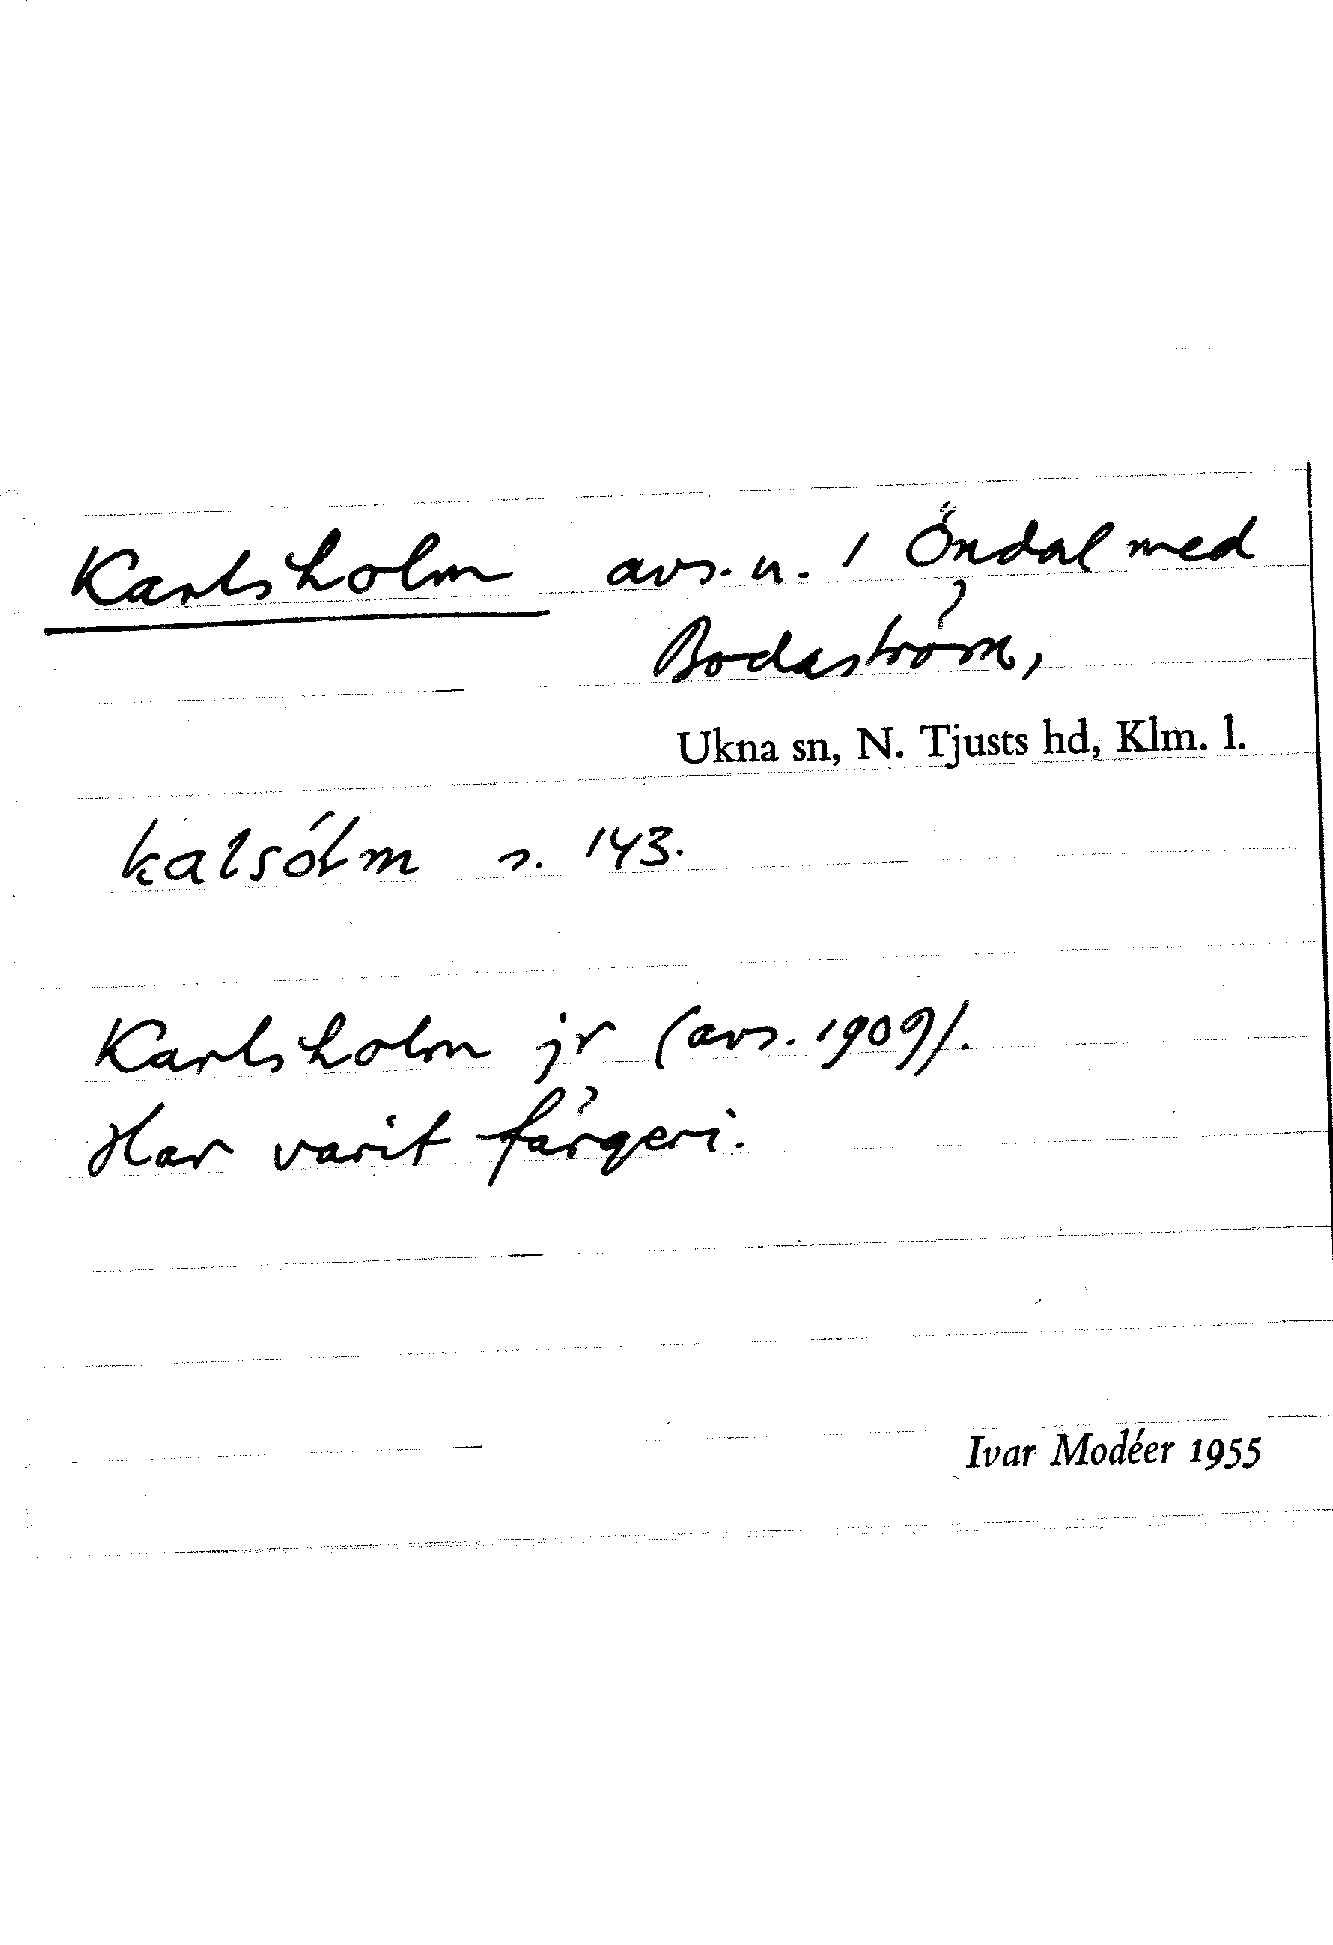 Karlsholm avs. u. 1 Öndal med
Bodaström,
Ukna sn, N. Tjusts hd, Klm. l.
kalsólm s. 143.
Karlsholm jr (avs. 1909).
Har varit färgeri.
Ivar Modéer 1955